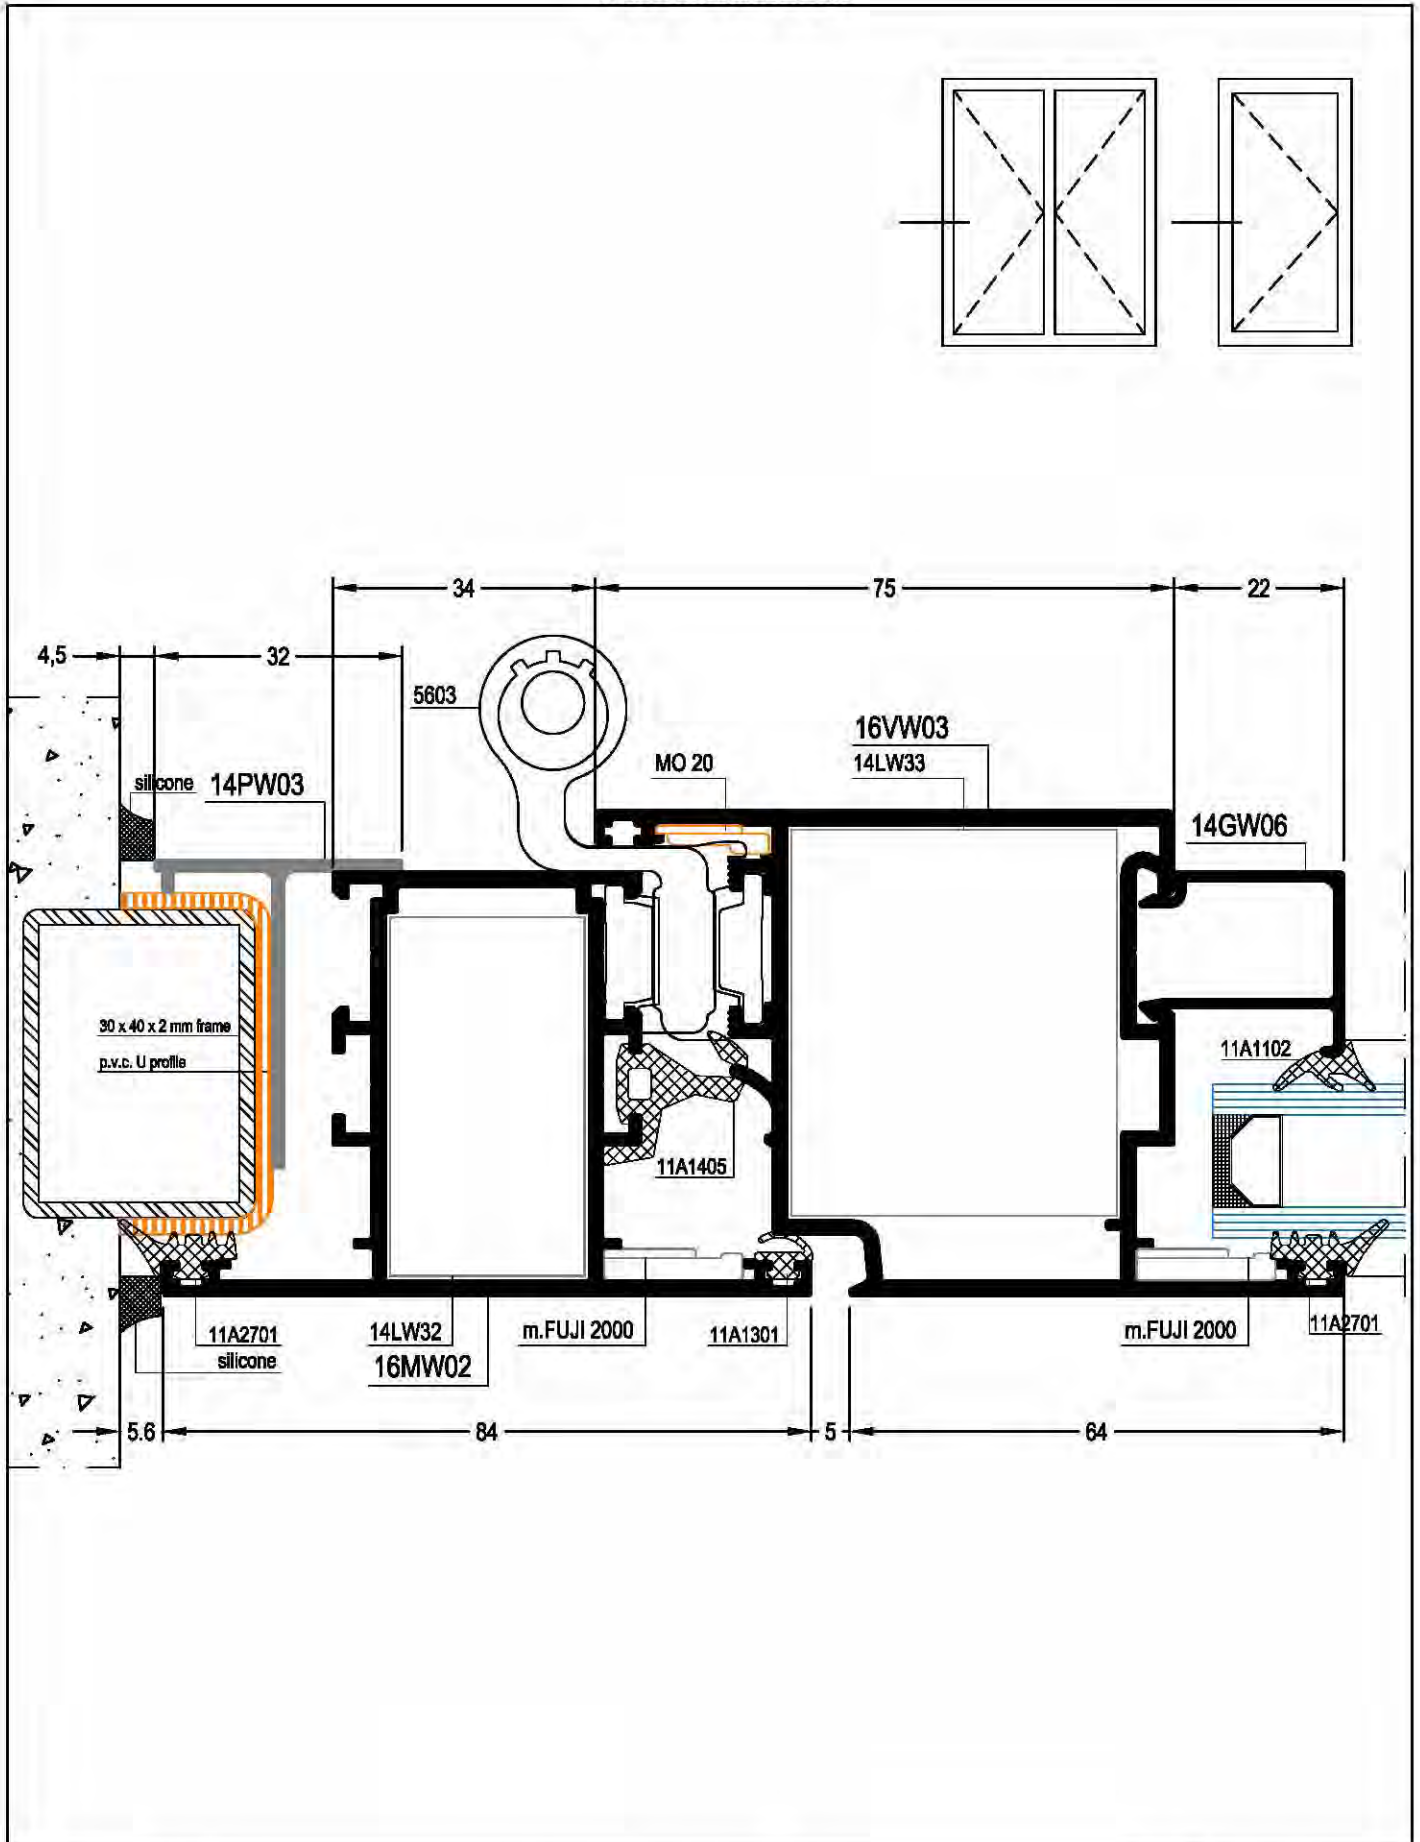 34
75
22
4,5
32
5603
16VW03
MO 20
14LW33
silicone
14PW03
14GW06
30 x 40 x 2 mm frame
p.v.c. U profile
11A1102
11A1405
11A2701
14LW32
m.FUJI 2000
11A1301
m.FUJI 2000
11A2701
silicone
16MW02
5.6
84
5
64